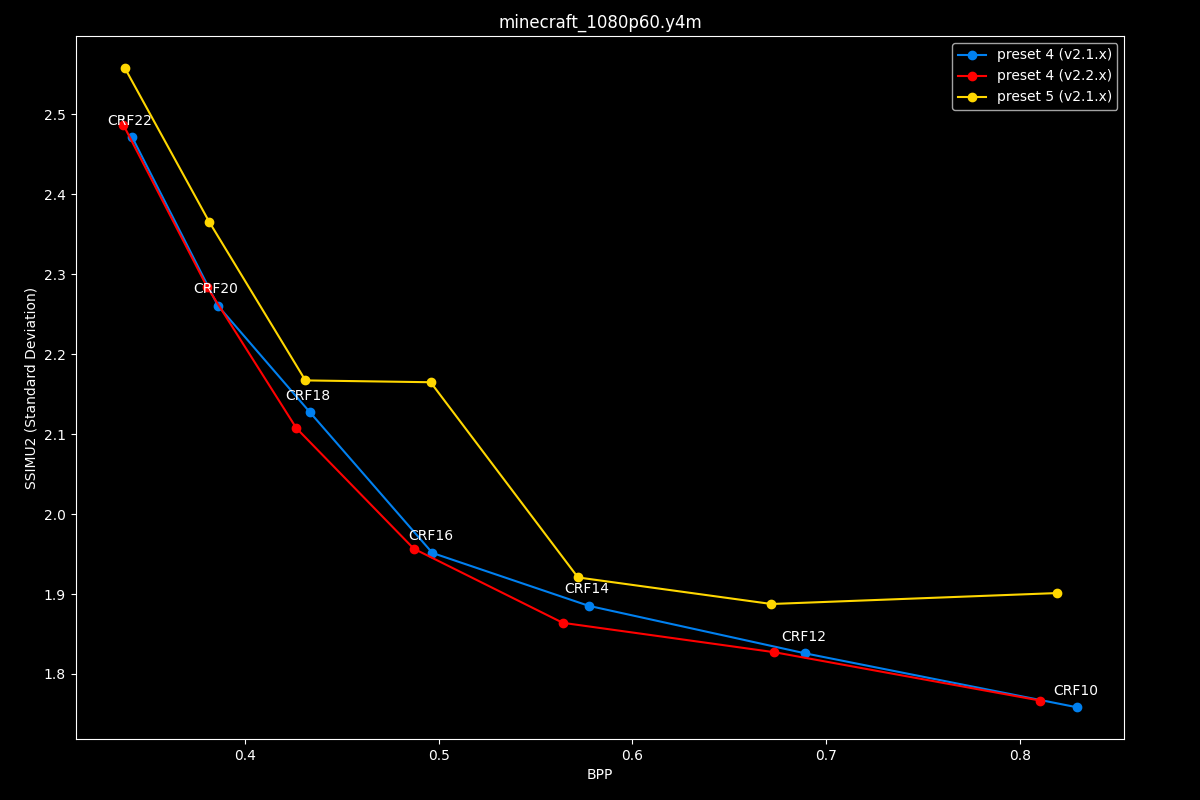 minecraft_1080p60.y4m
preset 4 (v2.1.x)
preset 4 (v2.2.x)
preset 5 (v2.1.x)
SSIMU2 (Standard Deviation)
2.5
2.4
2.3
2.2
2.1
2.0
1.9
1.8
CRF22
CRF20
CRF18
CRF16
CRF14
CRF12
CRF10
0.4
0.5
0.6
0.7
0.8
BPP